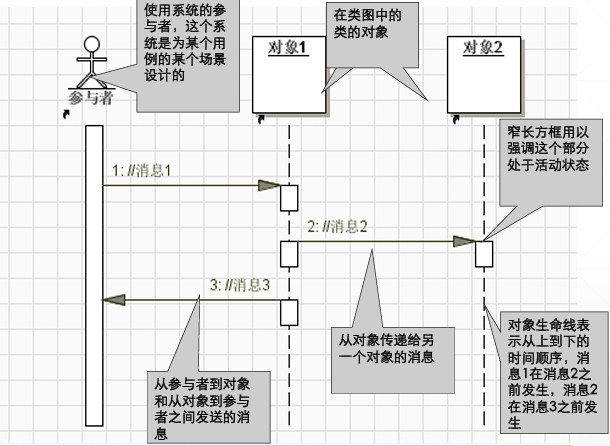 使用系统的参
与者，这个系
统是为某个用
例的某个场景
设计的
在类图中的
类的对象
参与者
对象1
对象2
窄长方框用以
强调这个部分
处于活动状态
1: //消息1
2: //消息2
3: //消息3
从对象传递给另
一个对象的消息
从参与者到对象
和从对象到参与
者之间发送的消
息
对象生命线表
示从上到下的
时间顺序，消
息1在消息2之
前发生，消息2
在消息3之前发
生